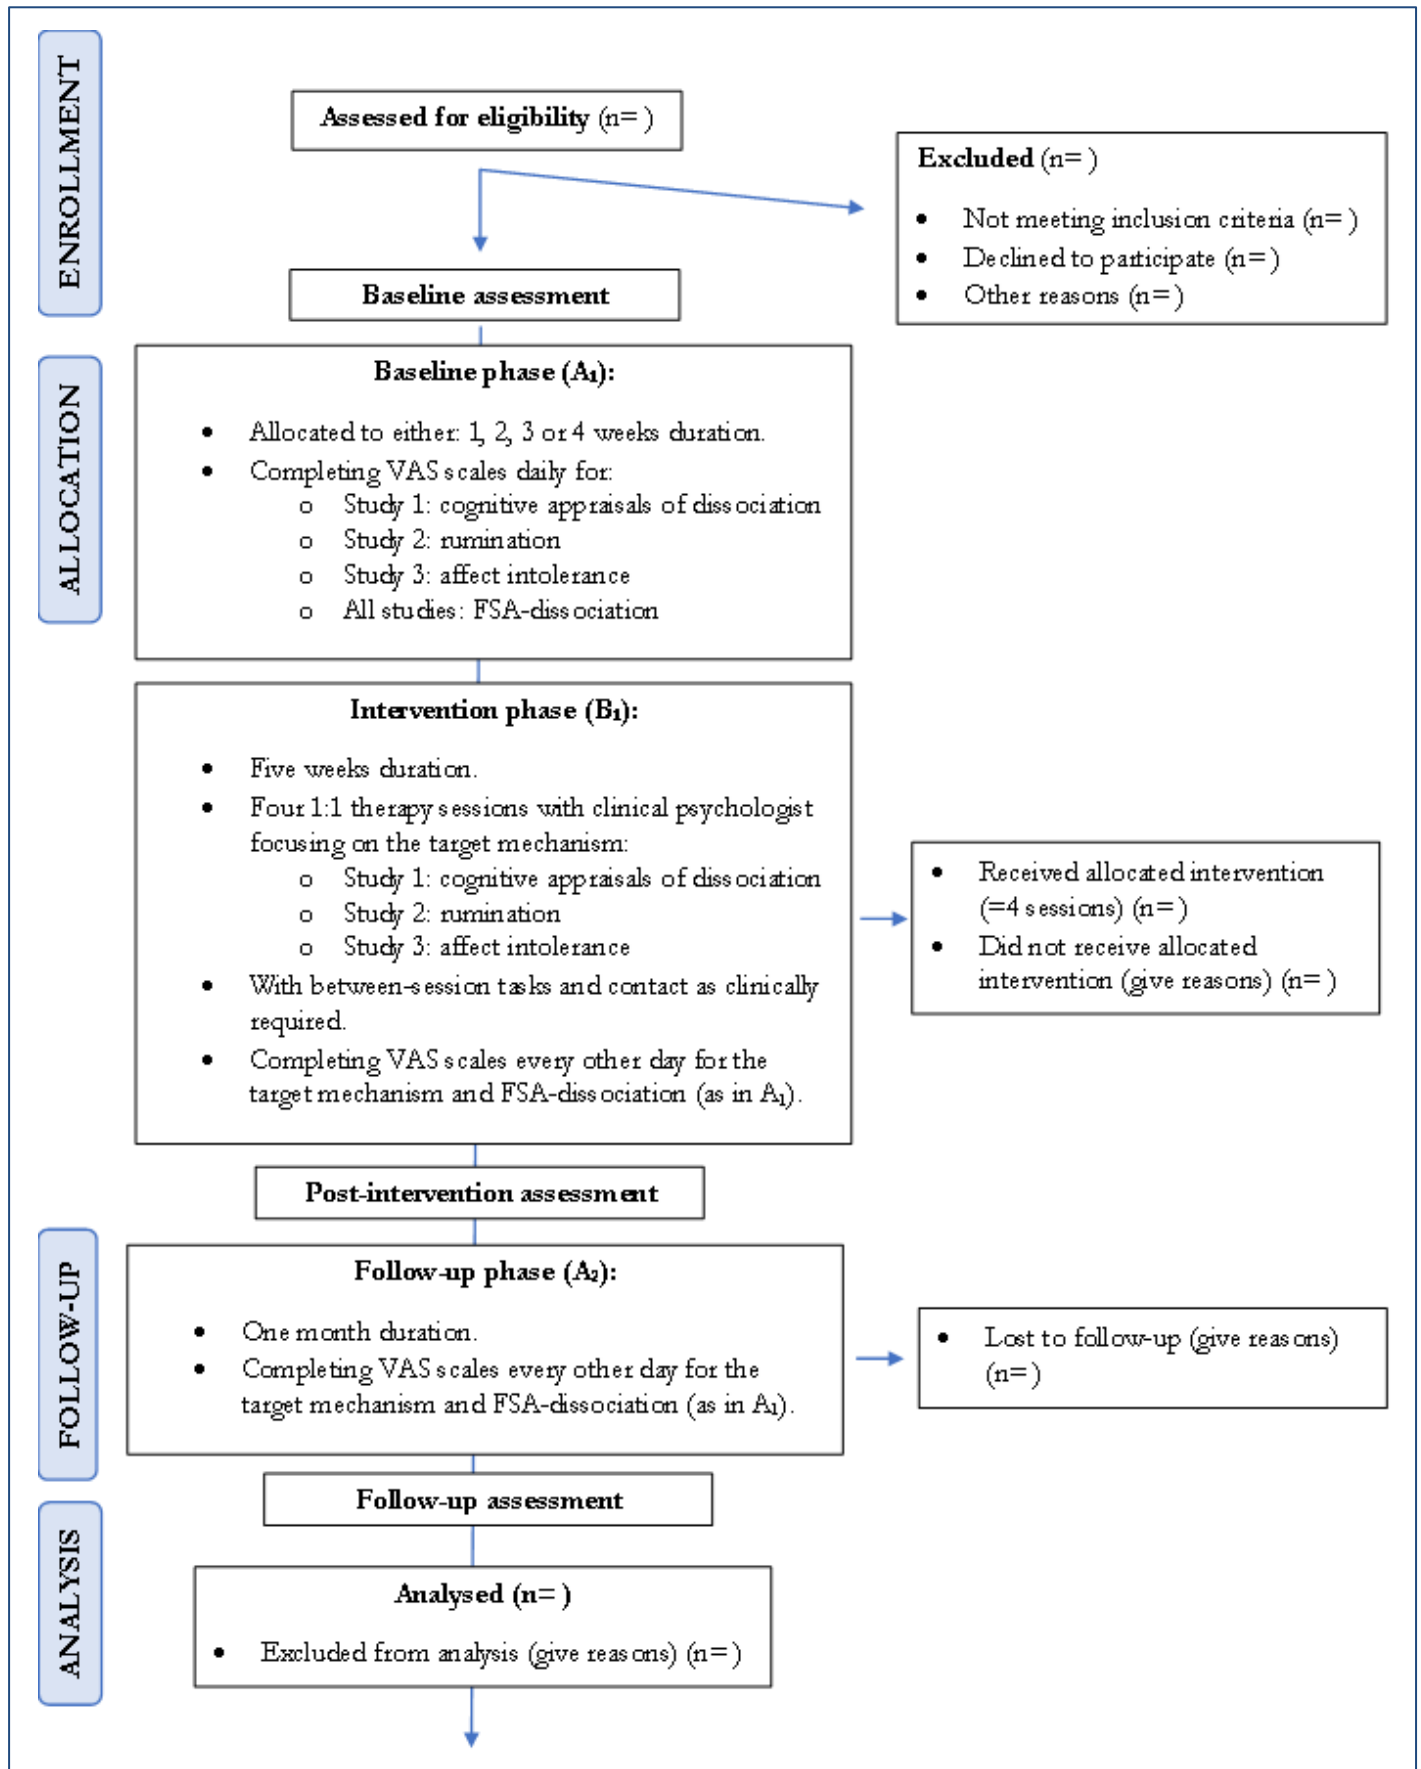 ENROLLMENT
Assessed for eligibility (n= )
Excluded (n= )
• Not meeting inclusion criteria (n= )
• Declined to participate (n= )
• Other reasons (n= )
Baseline assessment
ALLOCATION
Baseline phase (A₁):
• Allocated to either: 1, 2, 3 or 4 weeks duration.
• Completing VAS scales daily for:
o Study 1: cognitive appraisals of dissociation
o Study 2: rumination
o Study 3: affect intolerance
o All studies: FSA-dissociation
Intervention phase (B₁):
• Five weeks duration.
• Four 1:1 therapy sessions with clinical psychologist
focusing on the target mechanism:
o Study 1: cognitive appraisals of dissociation
o Study 2: rumination
o Study 3: affect intolerance
• With between-session tasks and contact as clinically
required.
• Completing VAS scales every other day for the
target mechanism and FSA-dissociation (as in A₁).
• Received allocated intervention
(=4 sessions) (n= )
• Did not receive allocated
intervention (give reasons) (n= )
Post-intervention assessment
FOLLOW-UP
Follow-up phase (A₂):
• One month duration.
• Completing VAS scales every other day for the
target mechanism and FSA-dissociation (as in A₁).
• Lost to follow-up (give reasons)
(n= )
Follow-up assessment
ANALYSIS
Analysed (n= )
• Excluded from analysis (give reasons) (n= )